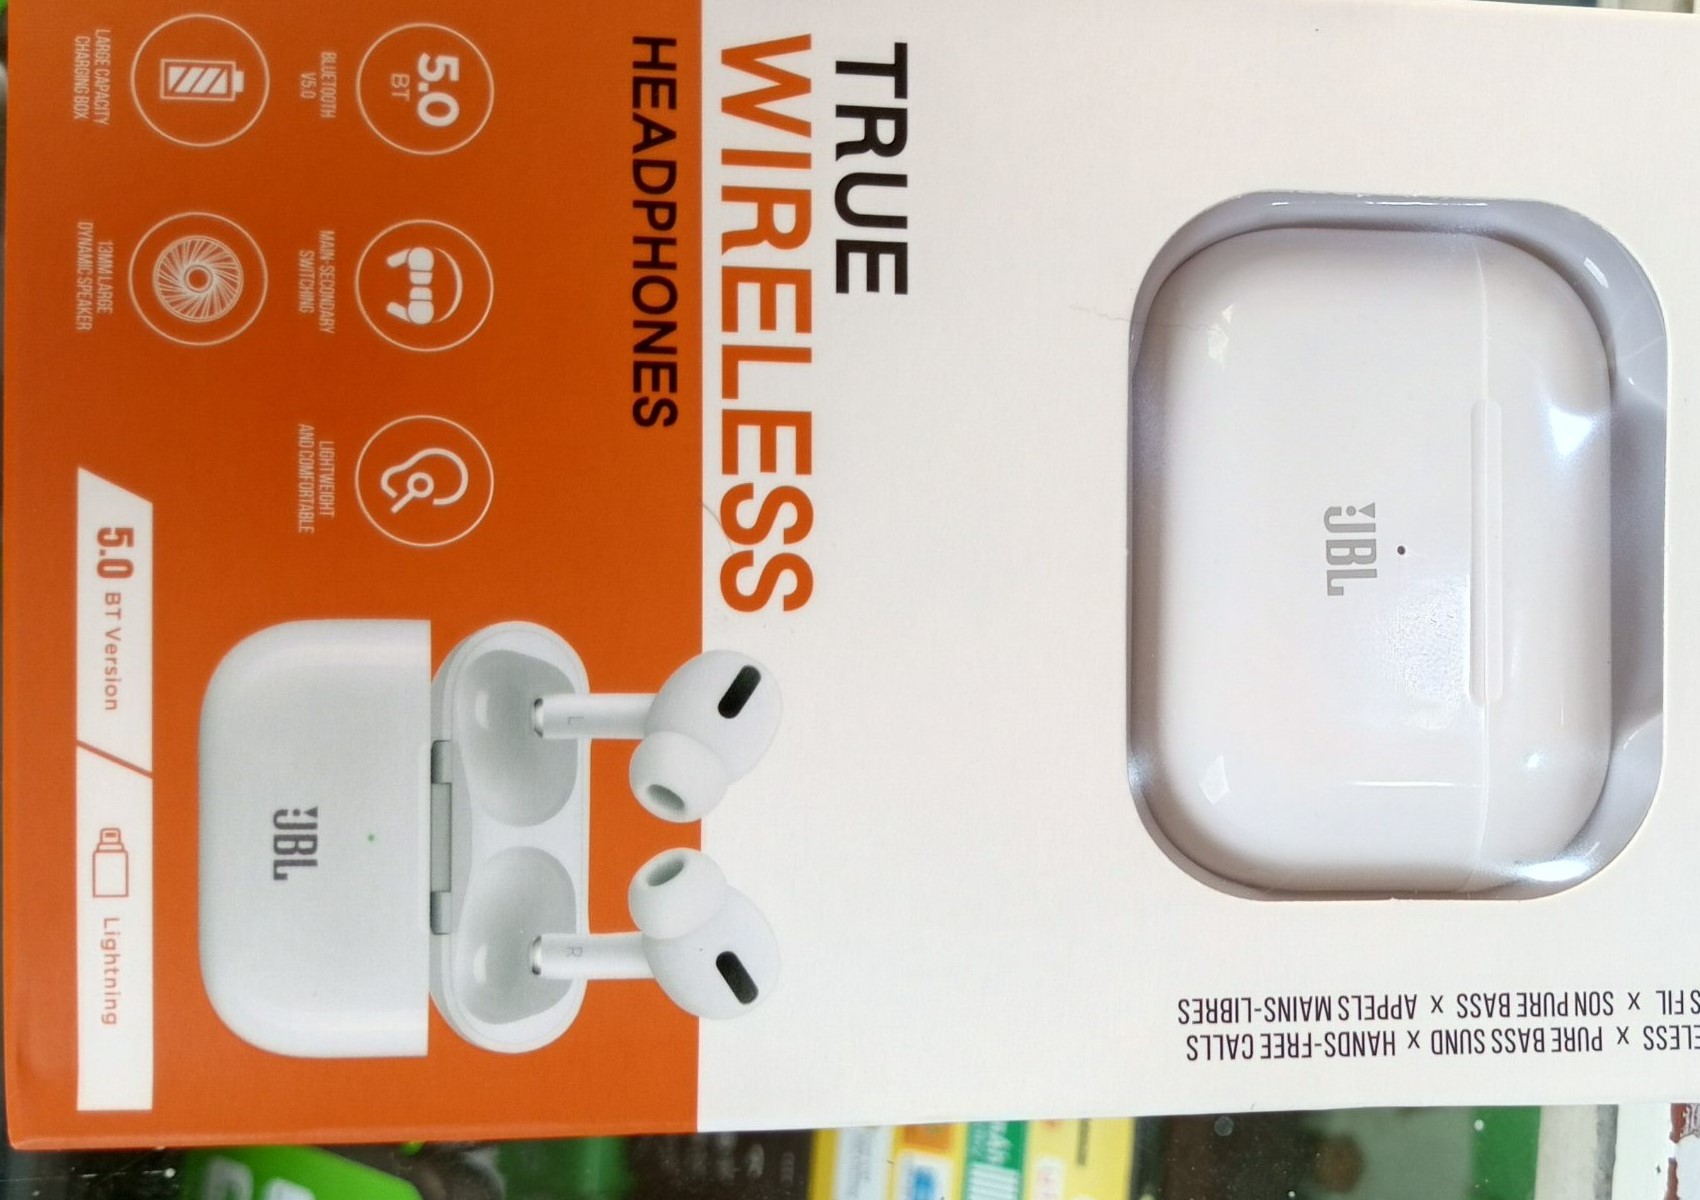 TRUE
WIRELESS
HEADPHONES
5.0
BT
BLUETOOTH
V5.0
MAIN-SECONDARY
SWITCHING
LIGHTWEIGHT
AND COMFORTABLE
LARGE CAPACITY
CHARGING BOX
13MM LARGE
DYNAMIC SPEAKER
5.0 BT Version
Lightning
JBL
L
R
JBL
LESS x PURE BASS SUND x HANDS-FREE CALLS
S FIL x SON PURE BASS x APPELS MAINS-LIBRES